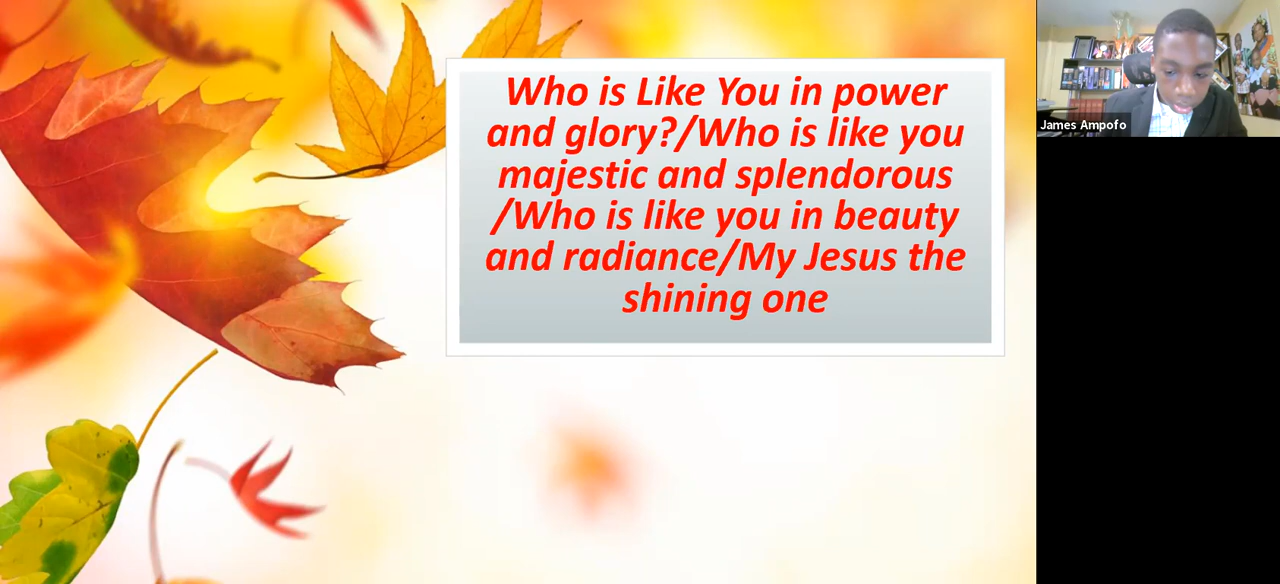 Who is Like You in power
and glory?/Who is like you
majestic and splendorous
/Who is like you in beauty
and radiance/My Jesus the
shining one
James Ampofo